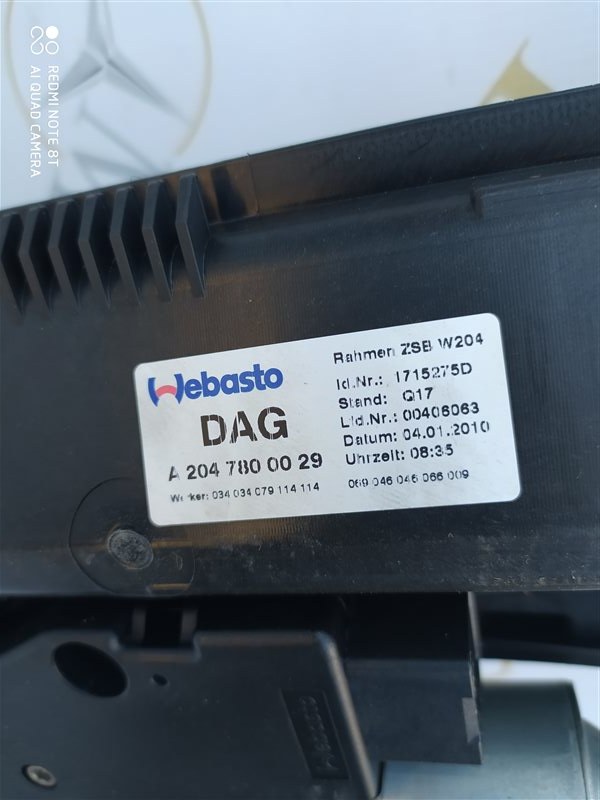 REDMI NOTE 8T
AI QUAD CAMERA
Webasto
DAG
A 204 780 00 29
Werker: 034 034 079 114 114
Rahmen ZSB W204
Id.Nr.: 1715275D
Stand: Q17
Lfd.Nr.: 00406063
Datum: 04.01.2010
Uhrzeit: 08:35
069 046 046 066 009